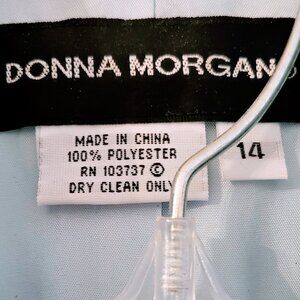 DONNA MORGAN®
MADE IN CHINA
100% POLYESTER
RN 103737 ©
DRY CLEAN ONLY
14